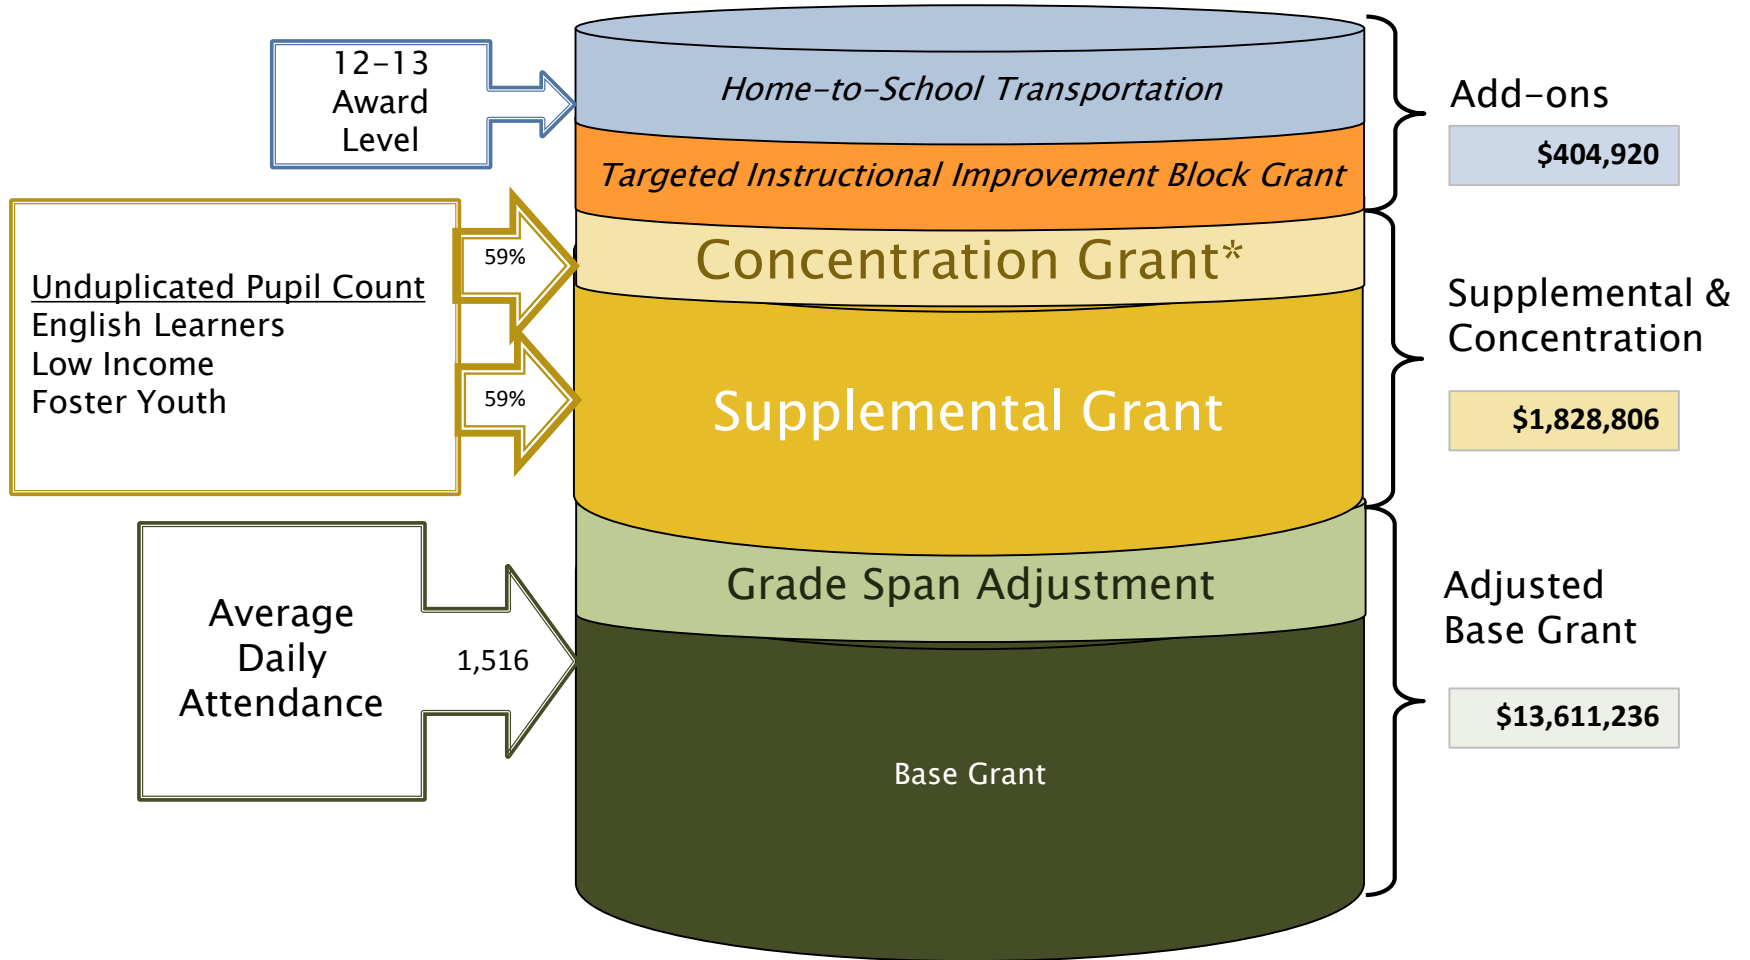 12-13
Award
Level
Home-to-School Transportation
Add-ons
$404,920
Targeted Instructional Improvement Block Grant
Unduplicated Pupil Count
English Learners
Low Income
Foster Youth
59%
59%
Concentration Grant*
Supplemental Grant
Supplemental &
Concentration
$1,828,806
Average
Daily
Attendance
1,516
Grade Span Adjustment
Base Grant
Adjusted
Base Grant
$13,611,236